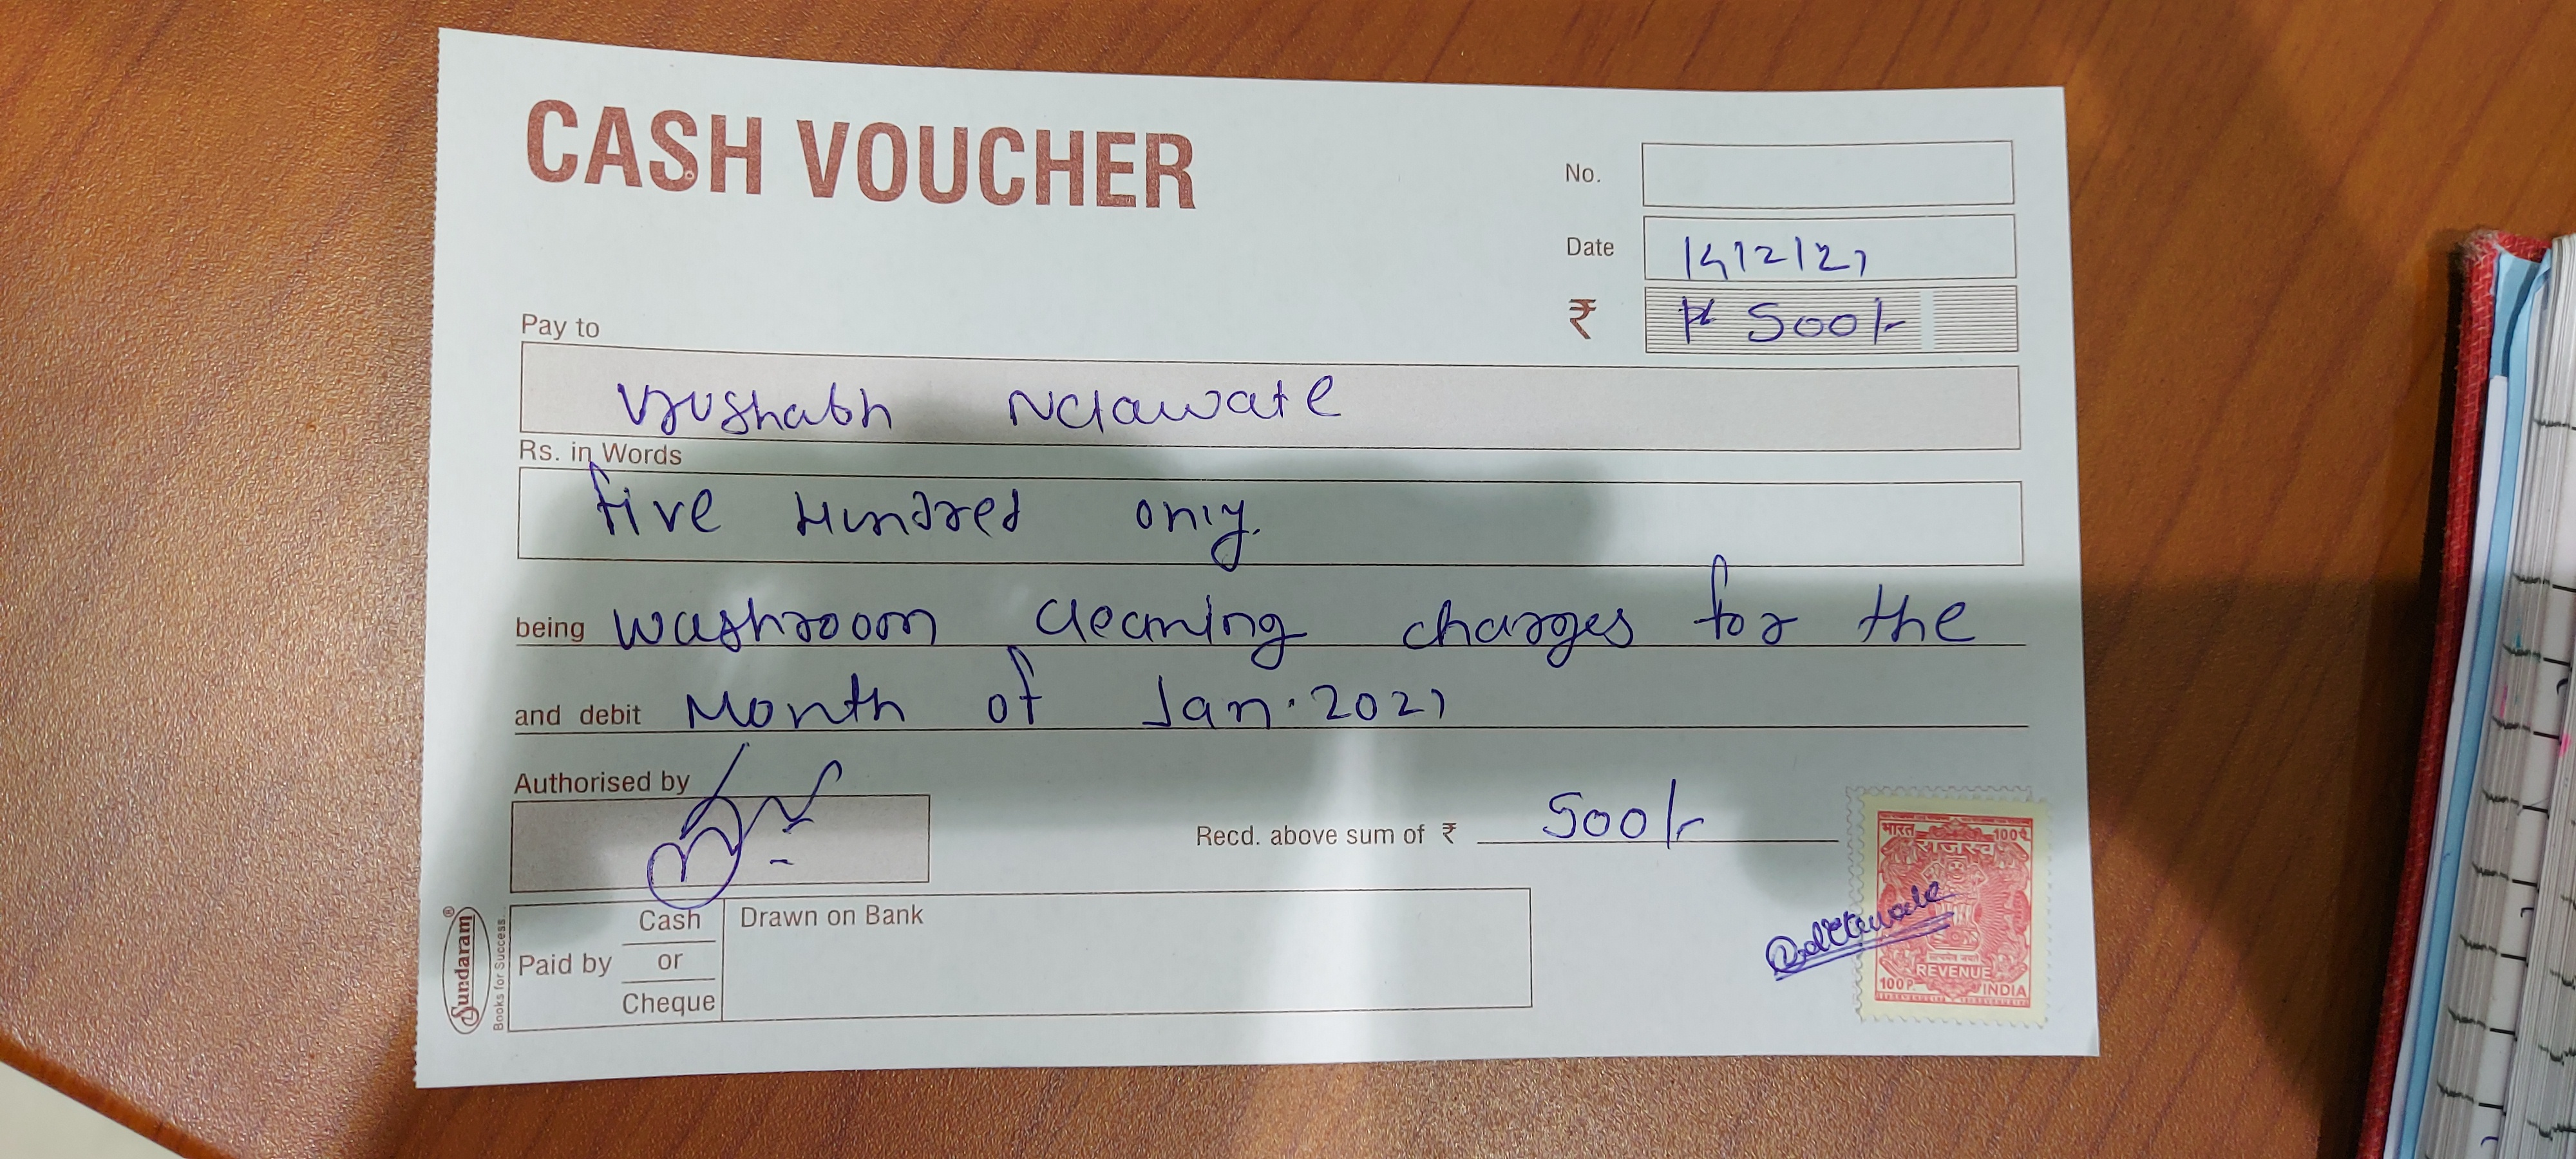 CASH VOUCHER
No.
Date 14/2/21
₹ # 500/-
Pay to
Vrushabh
Rs. in Words
Five Hundred only.
being Washroom cleaning charges for the
and debit Month of Jan. 2021
Authorised by
Recd. above sum of ₹ 500/-
Sundaram®
Books for Success...
Paid by Cash or Cheque
Drawn on Bank
भारत 100 P.
REVENUE INDIA
100P.